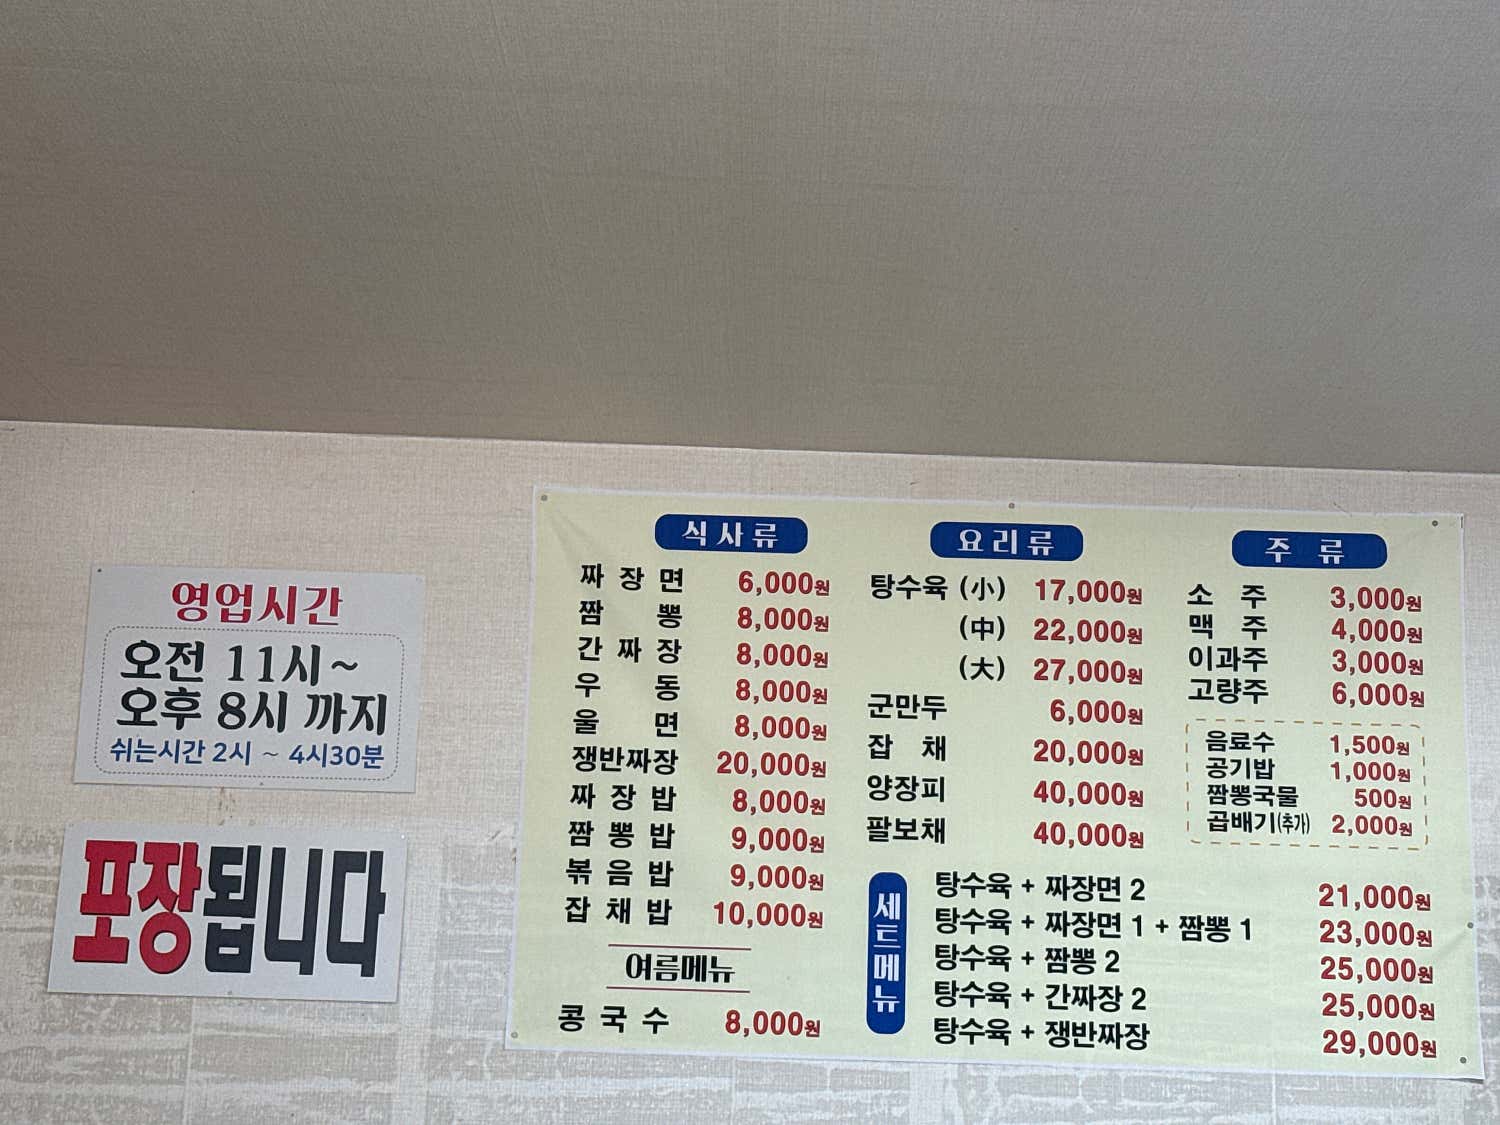 영업시간
오전 11시~
오후 8시 까지
쉬는시간 2시 ~ 4시30분
포장됩니다
식사류
짜장면 6,000원
짬뽕 8,000원
간짜장 8,000원
우동 8,000원
울면 8,000원
쟁반짜장 20,000원
짜장밥 8,000원
짬뽕밥 9,000원
볶음밥 9,000원
잡채밥 10,000원
여름메뉴
콩국수 8,000원
요리류
탕수육 (小) 17,000원
(中) 22,000원
(大) 27,000원
군만두 6,000원
잡채 20,000원
양장피 40,000원
팔보채 40,000원
주류
소주 3,000원
맥주 4,000원
이과주 3,000원
고량주 6,000원
음료수 1,500원
공기밥 1,000원
짬뽕국물 500원
곱배기(추가) 2,000원
세트메뉴
탕수육 + 짜장면 2 21,000원
탕수육 + 짜장면 1 + 짬뽕 1 23,000원
탕수육 + 짬뽕 2 25,000원
탕수육 + 간짜장 2 25,000원
탕수육 + 쟁반짜장 29,000원